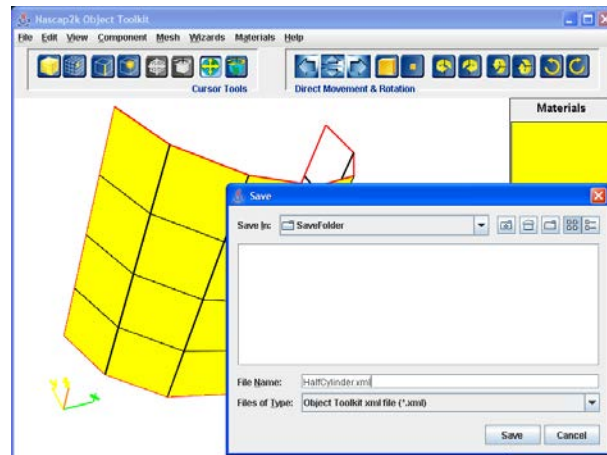 Nascap2k Object Toolkit
File Edit View Component Mesh Wizards Materials Help
Cursor Tools
Direct Movement & Rotation
Materials
Save
Save In: SaveFolder
File Name: HalfCylinder.xml
Files of Type: Object Toolkit xml file (*.xml)
Save Cancel
y x